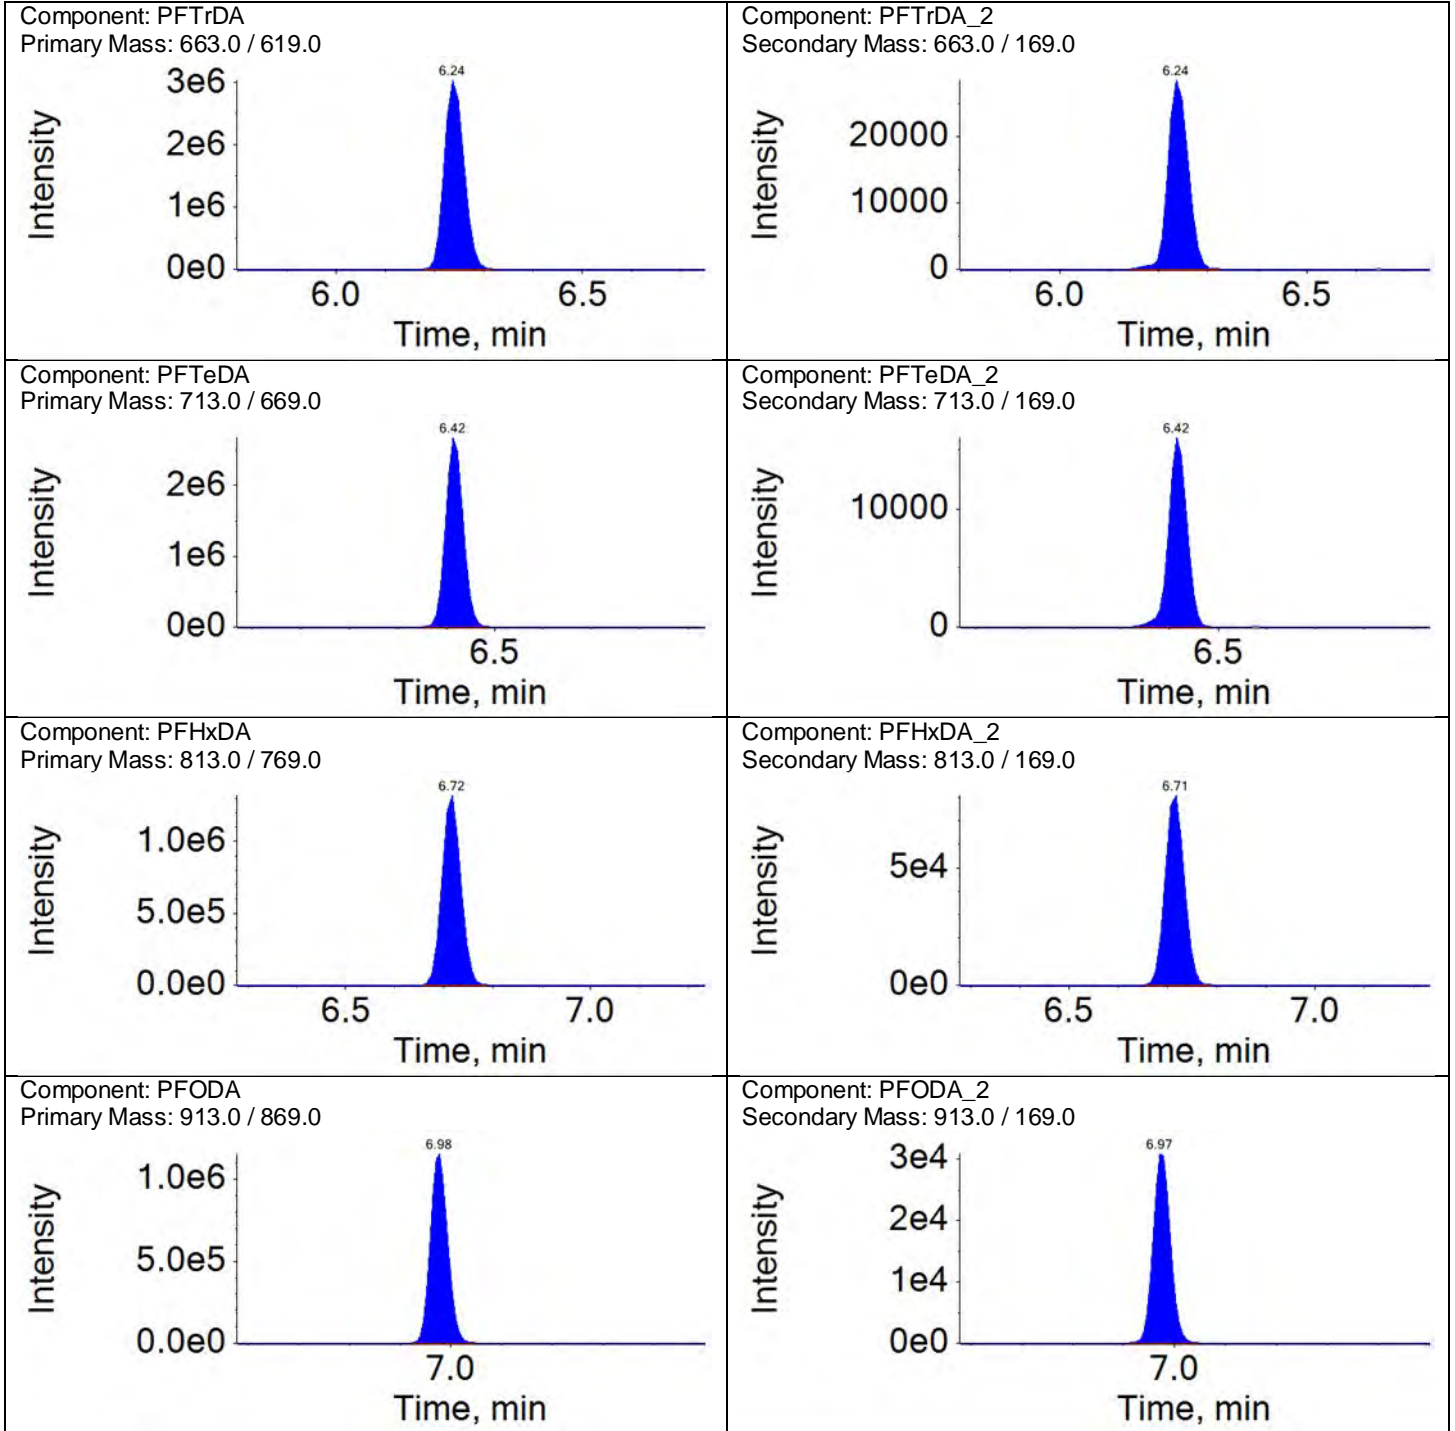 Component: PFTrDA
Primary Mass: 663.0 / 619.0
6.24
3e6
2e6
1e6
0e0
Intensity
6.0 6.5
Time, min
Component: PFTrDA_2
Secondary Mass: 663.0 / 169.0
6.24
20000
10000
0
Intensity
6.0 6.5
Time, min
Component: PFTeDA
Primary Mass: 713.0 / 669.0
6.42
2e6
1e6
0e0
Intensity
6.5
Time, min
Component: PFTeDA_2
Secondary Mass: 713.0 / 169.0
6.42
10000
0
Intensity
6.5
Time, min
Component: PFHxDA
Primary Mass: 813.0 / 769.0
6.72
1.0e6
5.0e5
0.0e0
Intensity
6.5 7.0
Time, min
Component: PFHxDA_2
Secondary Mass: 813.0 / 169.0
6.71
5e4
0e0
Intensity
6.5 7.0
Time, min
Component: PFODA
Primary Mass: 913.0 / 869.0
6.98
1.0e6
5.0e5
0.0e0
Intensity
7.0
Time, min
Component: PFODA_2
Secondary Mass: 913.0 / 169.0
6.97
3e4
2e4
1e4
0e0
Intensity
7.0
Time, min